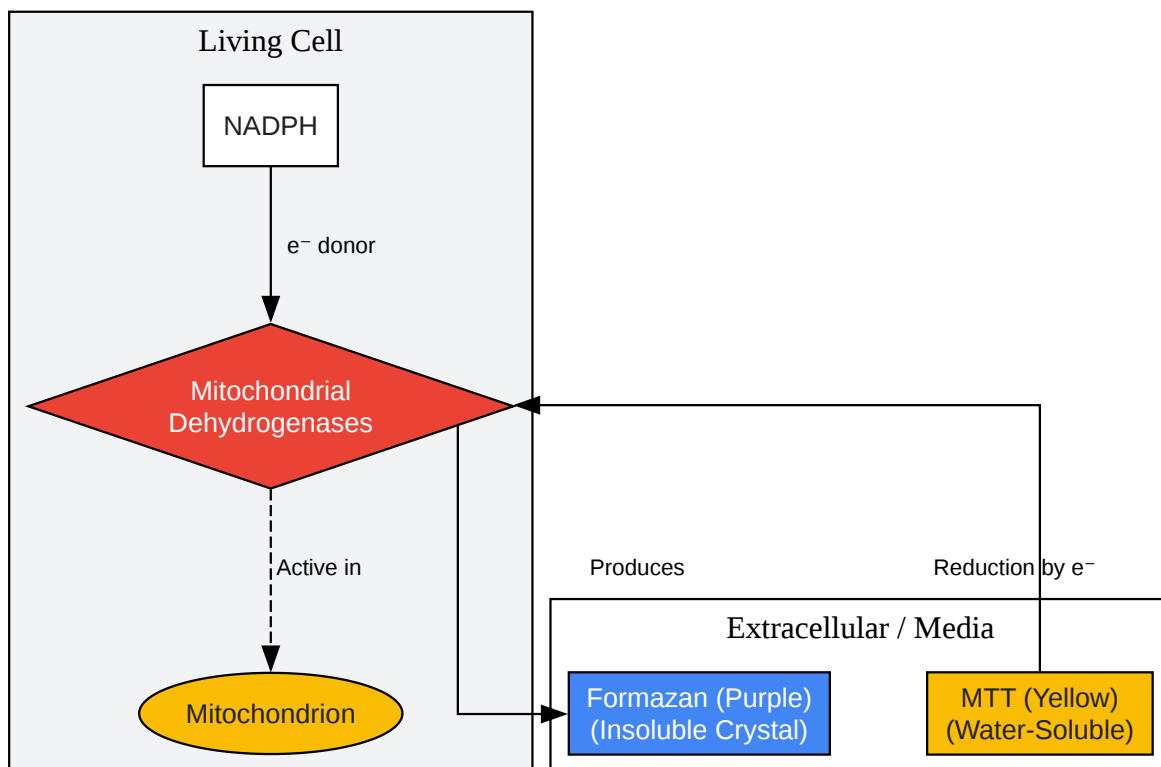 Living Cell
NADPH
e⁻ donor
Mitochondrial
Dehydrogenases
Active in
Produces
Reduction by e⁻
Extracellular / Media
Mitochondrion
Formazan (Purple)
(Insoluble Crystal)
MTT (Yellow)
(Water-Soluble)